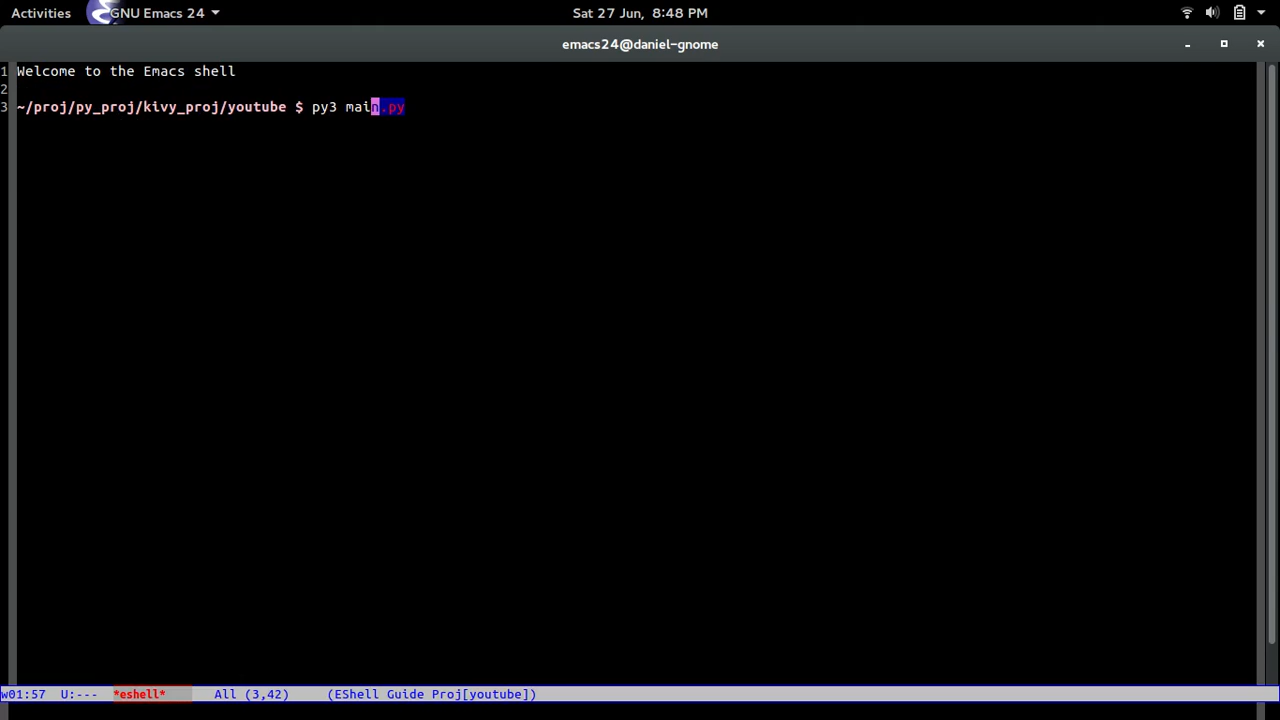 Activities GNU Emacs 24 Sat 27 Jun, 8:48 PM
emacs24@daniel-gnome
1 Welcome to the Emacs shell
2
3 ~/proj/py_proj/kivy_proj/youtube $ py3 main.py
w01:57 U:--- *eshell* All (3,42) (EShell Guide Proj[youtube])